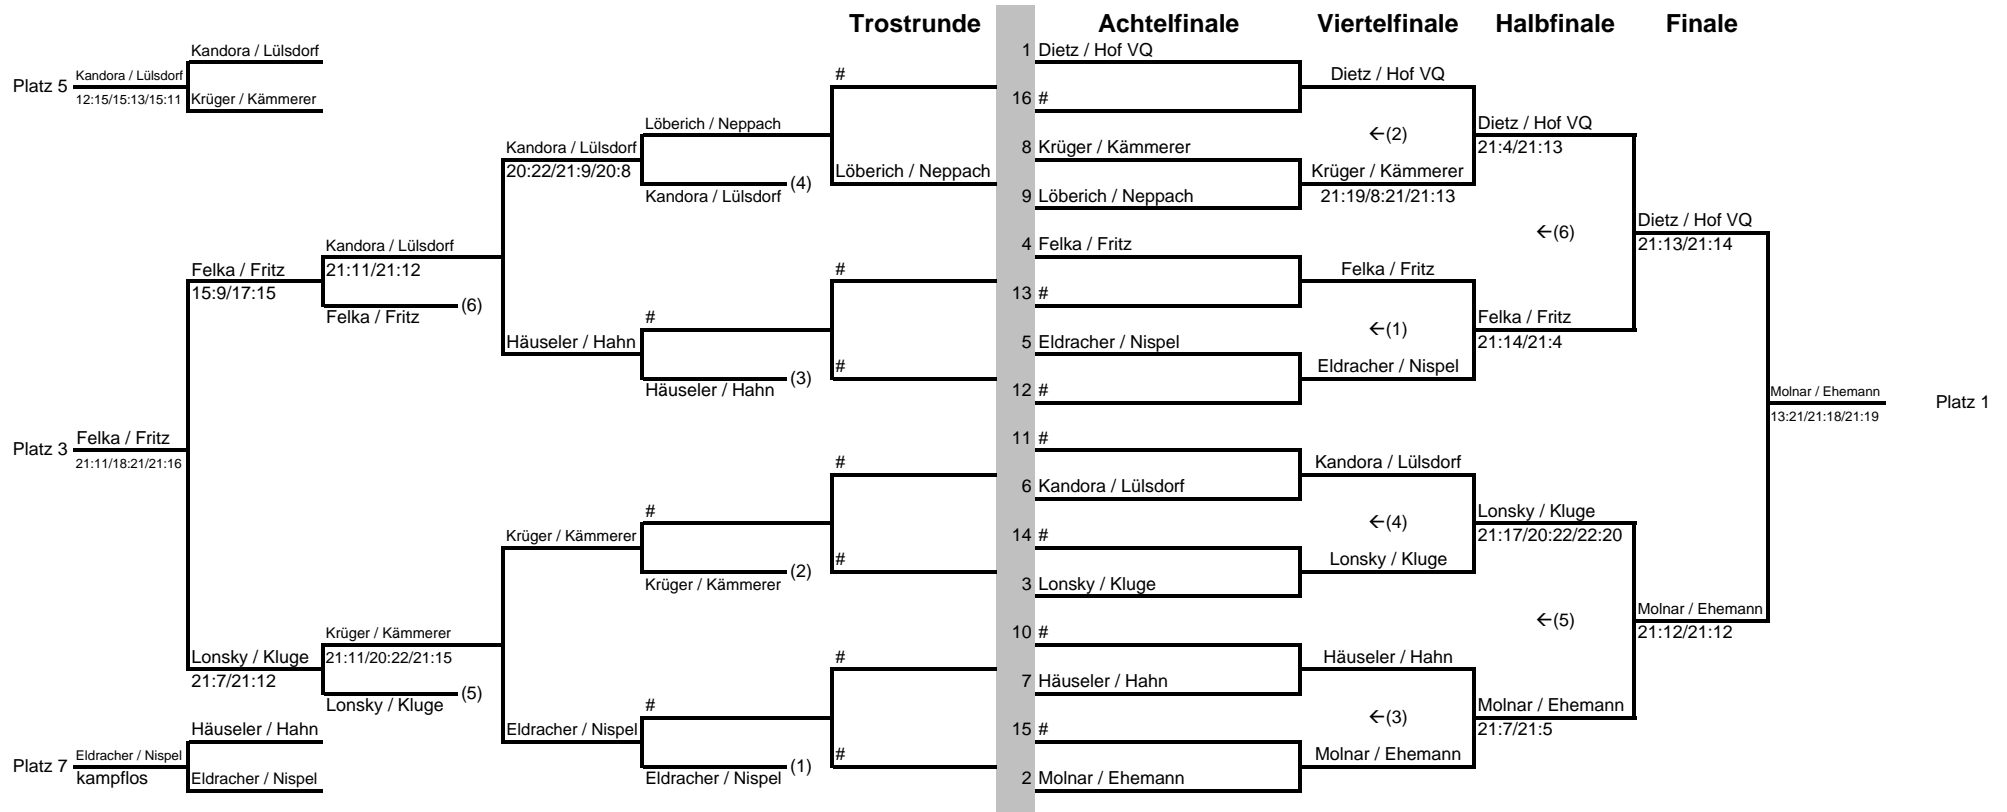 Trostrunde Achtelfinale Viertelfinale Halbfinale Finale
Kandora / Lülsdorf
Platz 5 Kandora / Lülsdorf
12:15/15:13/15:11
Krüger / Kämmerer
Felka / Fritz
15:9/17:15
Platz 3 Felka / Fritz
21:11/18:21/21:16
Lonsky / Kluge
21:7/21:12
Häuseler / Hahn
Platz 7 Eldracher / Nispel
kampflos
Eldracher / Nispel
Kandora / Lülsdorf
21:11/21:12
Felka / Fritz (6)
Krüger / Kämmerer
21:11/20:22/21:15
Lonsky / Kluge (5)
Kandora / Lülsdorf
20:22/21:9/20:8
Häuseler / Hahn
Krüger / Kämmerer
Eldracher / Nispel
Löberich / Neppach
Kandora / Lülsdorf (4)
#
Häuseler / Hahn (3)
#
Krüger / Kämmerer (2)
#
Eldracher / Nispel (1)
#
Löberich / Neppach
#
#
#
#
#
#
1 Dietz / Hof VQ
16 #
8 Krüger / Kämmerer
9 Löberich / Neppach
4 Felka / Fritz
13 #
5 Eldracher / Nispel
12 #
11 #
6 Kandora / Lülsdorf
14 #
3 Lonsky / Kluge
10 #
7 Häuseler / Hahn
15 #
2 Molnar / Ehemann
Dietz / Hof VQ
←(2)
Krüger / Kämmerer
21:19/8:21/21:13
Felka / Fritz
←(1)
Eldracher / Nispel
Kandora / Lülsdorf
←(4)
Lonsky / Kluge
Häuseler / Hahn
←(3)
Molnar / Ehemann
Dietz / Hof VQ
21:4/21:13
←(6)
Felka / Fritz
21:14/21:4
Lonsky / Kluge
21:17/20:22/22:20
←(5)
Molnar / Ehemann
21:7/21:5
Dietz / Hof VQ
21:13/21:14
Molnar / Ehemann
21:12/21:12
Molnar / Ehemann
13:21/21:18/21:19
Platz 1